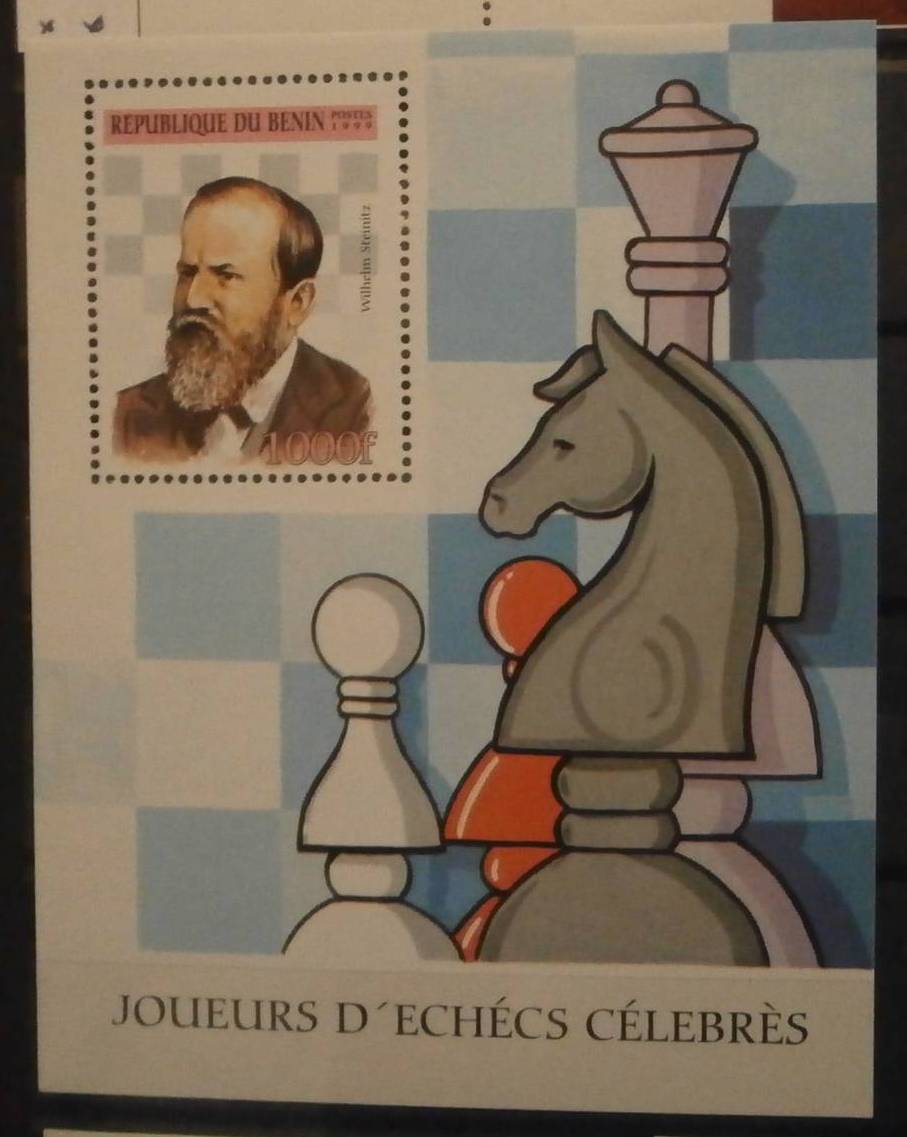 REPUBLIQUE DU BENIN POSTES 1999
Wilhelm Steinitz
1000f
JOUEURS D´ECHÉCS CÉLEBRÈS